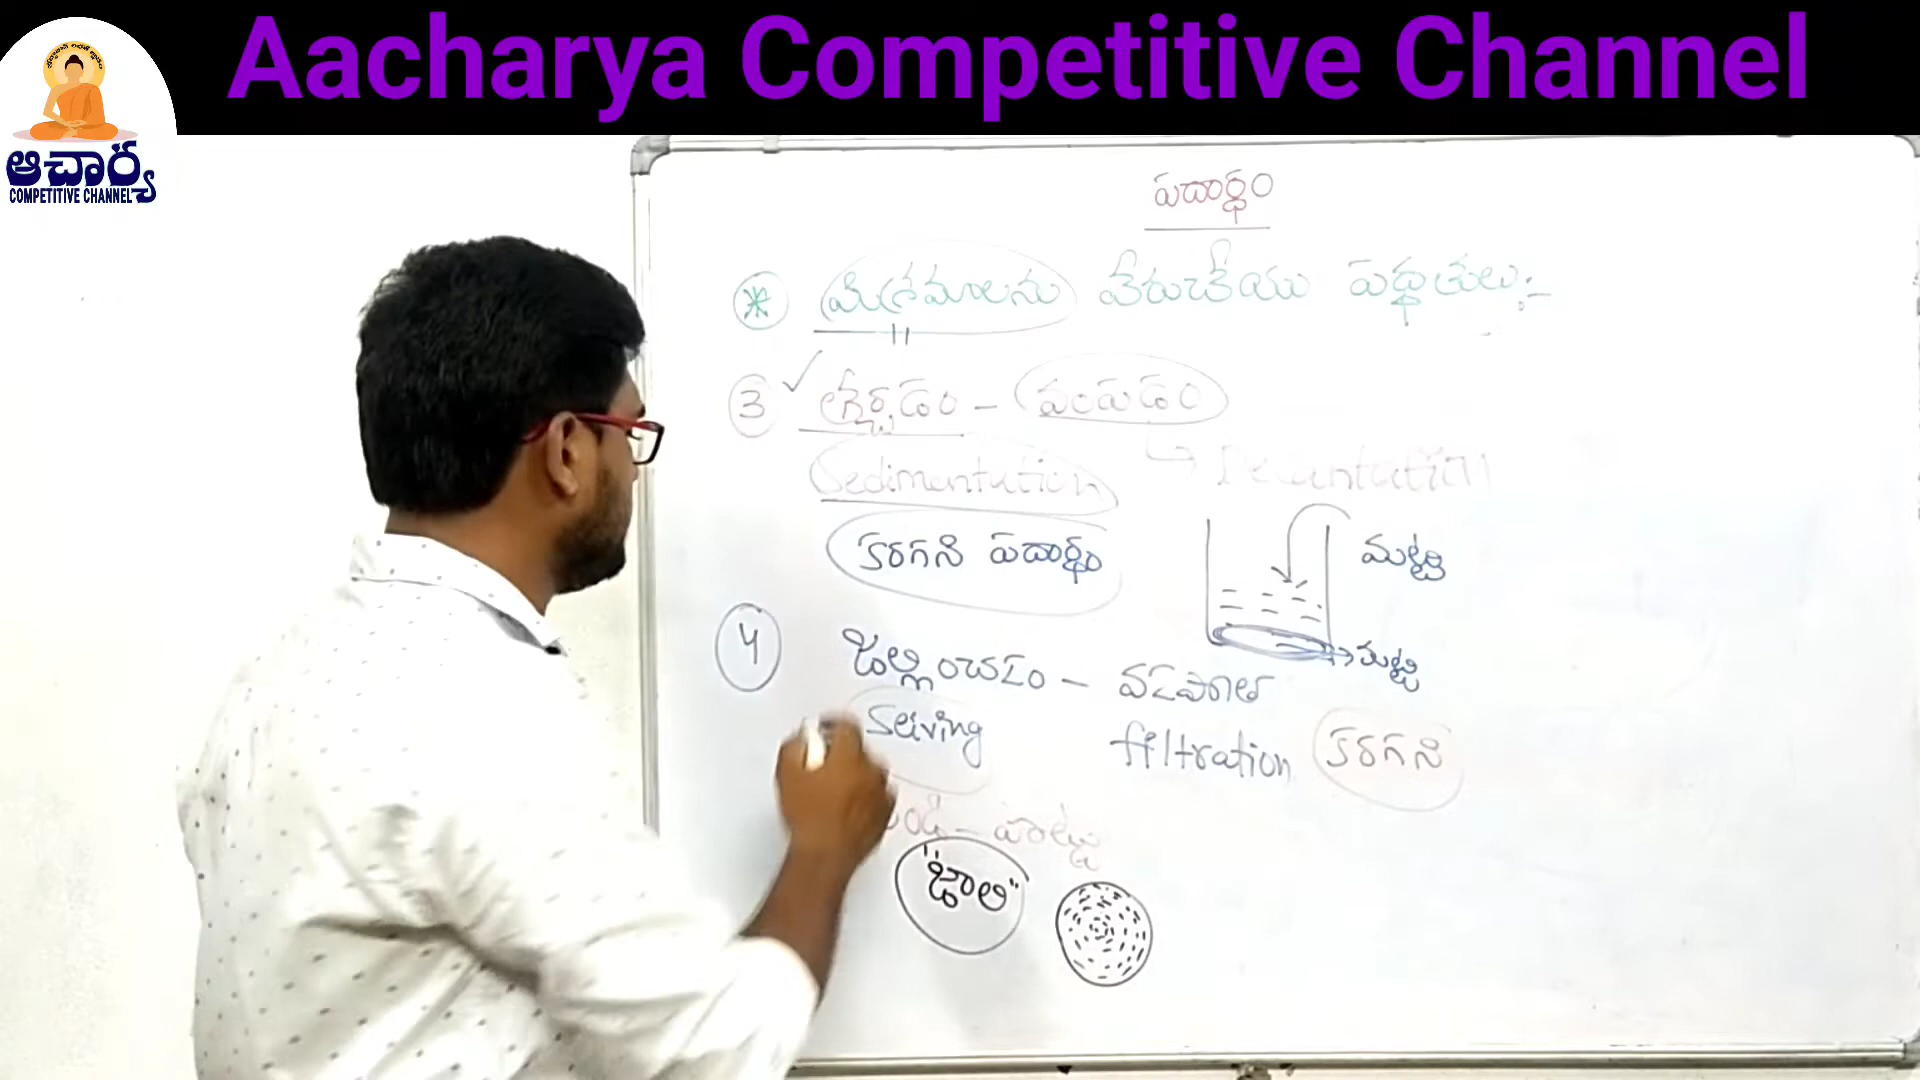 Aacharya Competitive Channel
ఆచార్య
COMPETITIVE CHANNEL
పదార్థం
* మిశ్రమాలను వేరుచేయు పద్ధతులు:-
3 తేర్చడం - వంపుడం
Sedimentation
కరగని పదార్థం
మట్టి
మట్టి
4 జల్లించడం - వడపోత
Seiving filtration కరగని
పొట్టు
"జాలి"